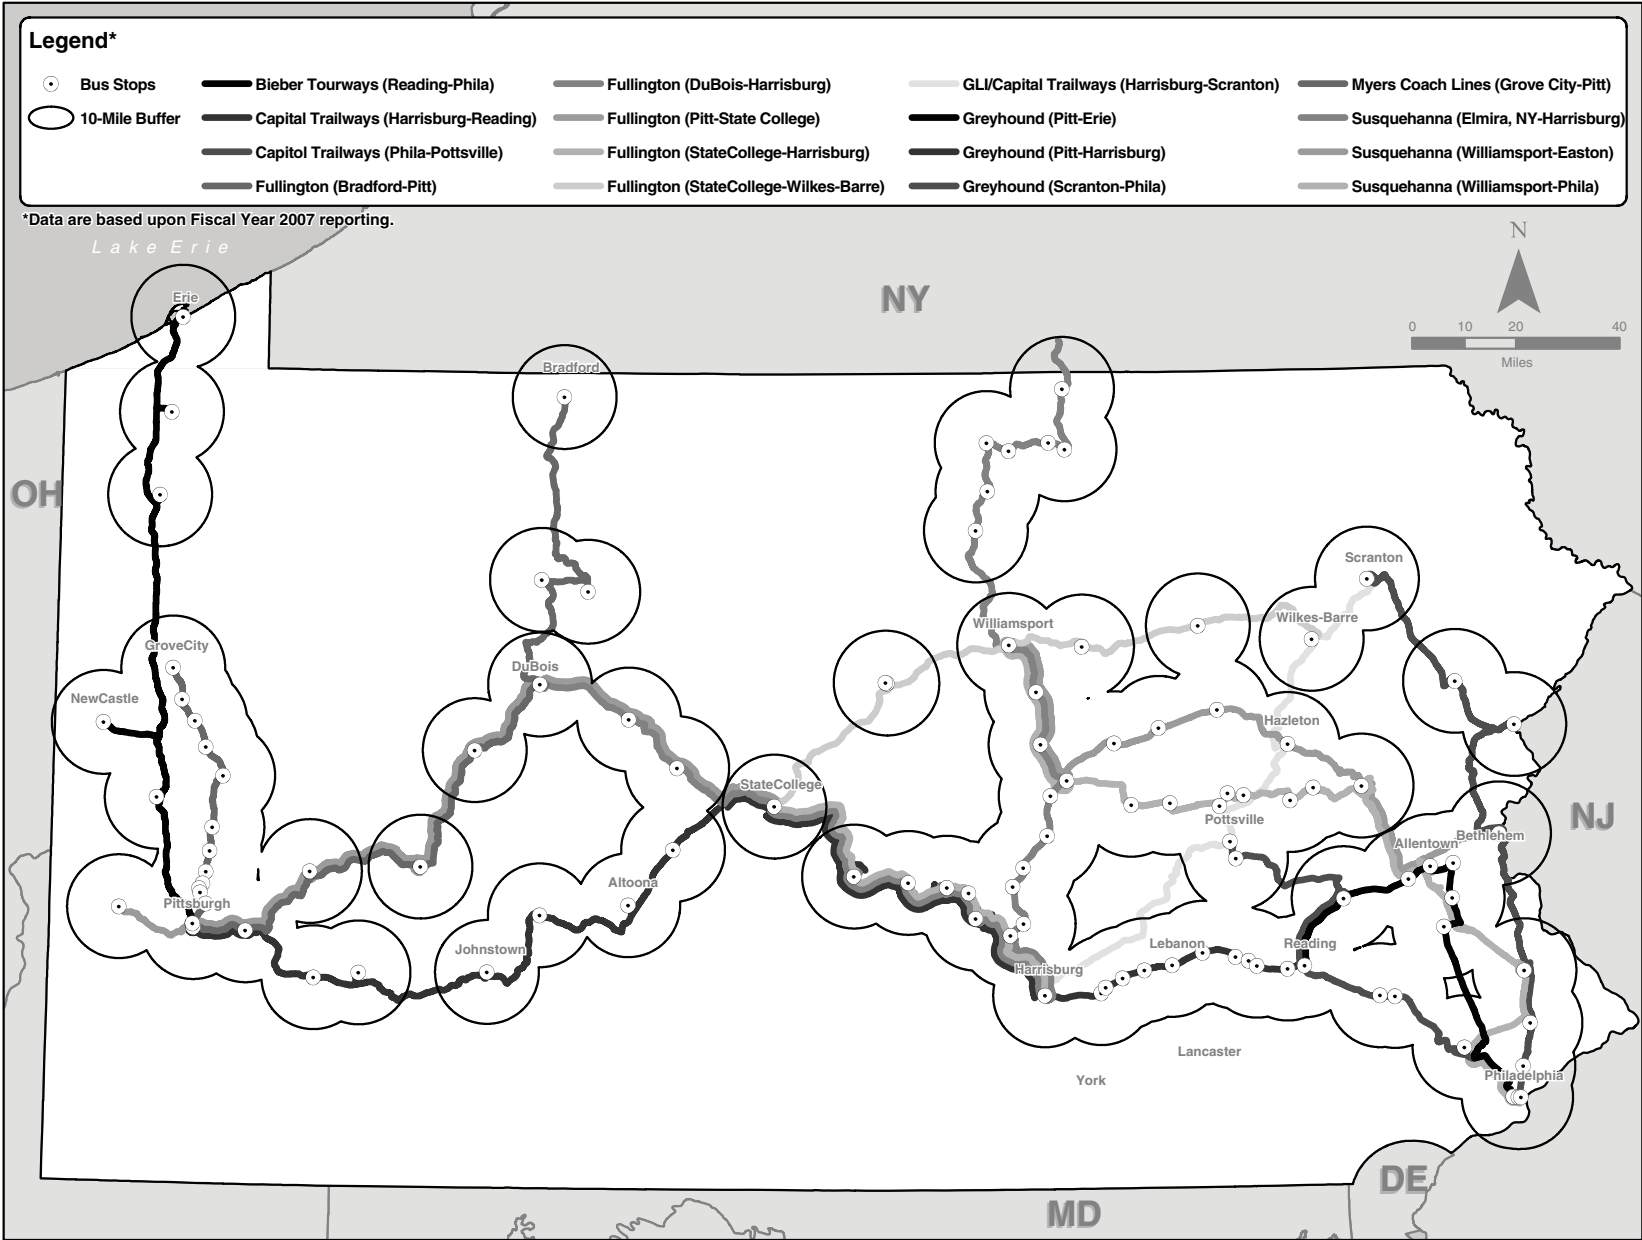 Legend*
Bus Stops
10-Mile Buffer
Bieber Tourways (Reading-Phila)
Capital Trailways (Harrisburg-Reading)
Capitol Trailways (Phila-Pottsville)
Fullington (Bradford-Pitt)
Fullington (DuBois-Harrisburg)
Fullington (Pitt-State College)
Fullington (StateCollege-Harrisburg)
Fullington (StateCollege-Wilkes-Barre)
GLI/Capital Trailways (Harrisburg-Scranton)
Greyhound (Pitt-Erie)
Greyhound (Pitt-Harrisburg)
Greyhound (Scranton-Phila)
Myers Coach Lines (Grove City-Pitt)
Susquehanna (Elmira, NY-Harrisburg)
Susquehanna (Williamsport-Easton)
Susquehanna (Williamsport-Phila)
*Data are based upon Fiscal Year 2007 reporting.
Lake Erie
N
0 10 20 40
Miles
Erie
NY
Bradford
OH
Scranton
Wilkes-Barre
Williamsport
GroveCity
DuBois
NewCastle
Hazleton
StateCollege
Pottsville
NJ
Bethlehem
Allentown
Altoona
Pittsburgh
Johnstown
Lebanon
Reading
Harrisburg
Lancaster
York
Philadelphia
DE
MD